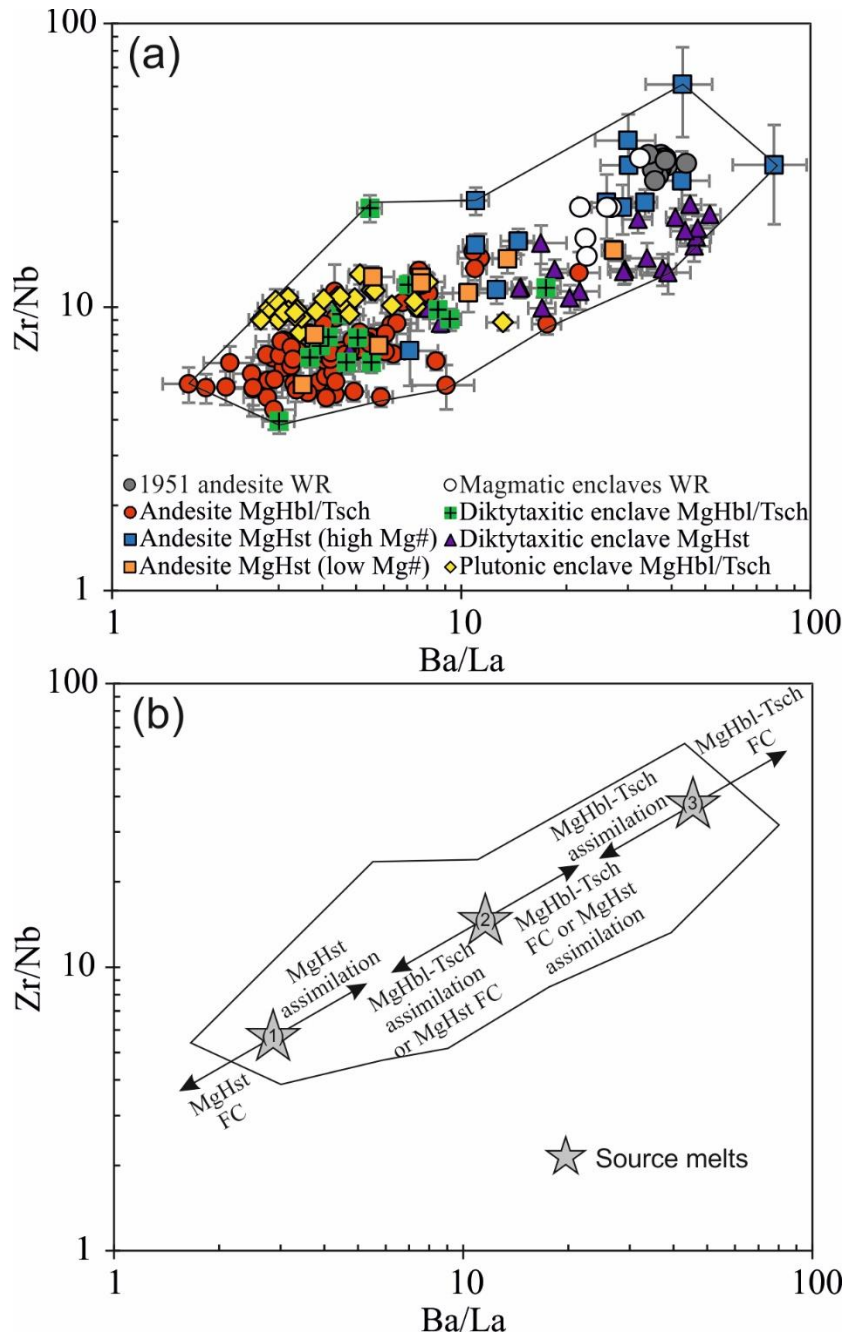 (a)
100
10
1
Zr/Nb
1951 andesite WR
Magmatic enclaves WR
Andesite MgHbl/Tsch
Diktytaxitic enclave MgHbl/Tsch
Andesite MgHst (high Mg#)
Diktytaxitic enclave MgHst
Andesite MgHst (low Mg#)
Plutonic enclave MgHbl/Tsch
1
10
100
Ba/La
(b)
100
10
1
Zr/Nb
MgHbl-Tsch
FC
MgHbl-Tsch
assimilation
3
MgHbl-Tsch
FC or MgHst
assimilation
2
MgHst
assimilation
MgHbl-Tsch
assimilation
or MgHst FC
1
MgHst
FC
Source melts
1
10
100
Ba/La